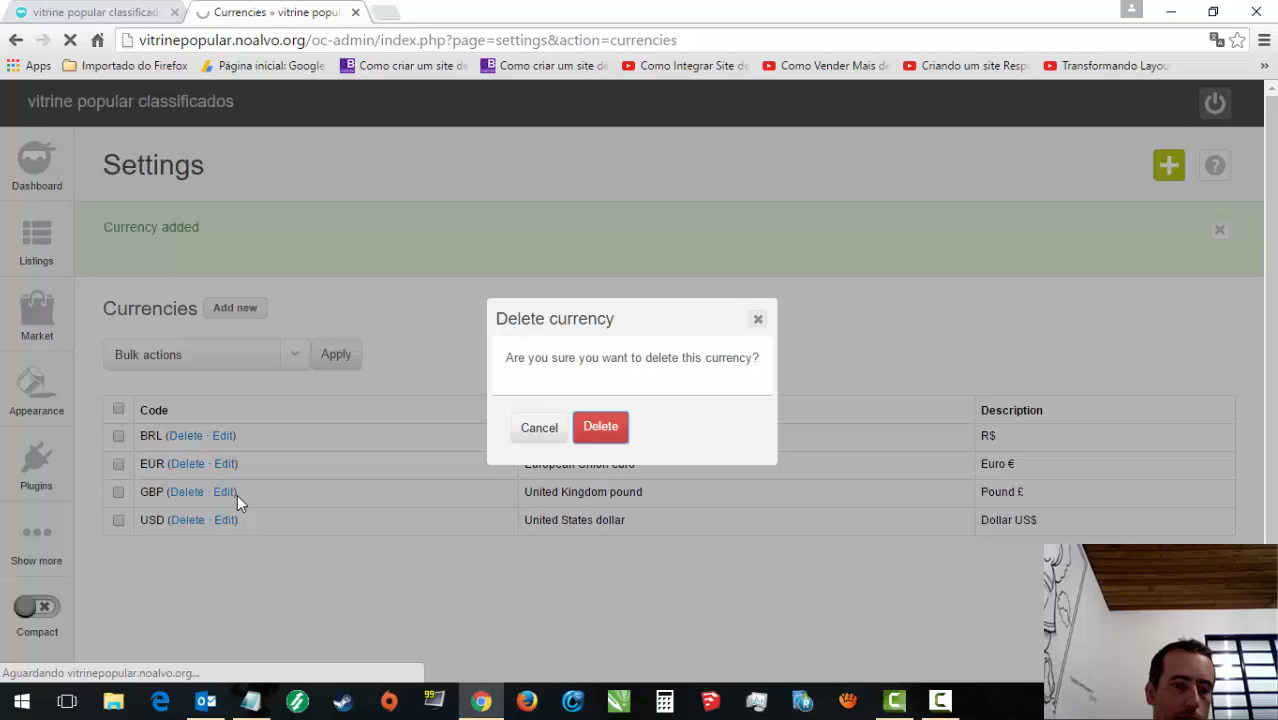 vitrine popular classificado
Currencies » vitrine popul
vitrinepopular.noalvo.org/oc-admin/index.php?page=settings&action=currencies
Apps
Importado do Firefox
Página inicial: Google
Como criar um site de
Como criar um site de
Como Integrar Site de
Como Vender Mais de
Criando um site Resp
Transformando Layou
»
vitrine popular classificados
Dashboard
Settings
Listings
Currency added
Market
Currencies
Add new
Bulk actions
Apply
Delete currency
Are you sure you want to delete this currency?
Cancel
Delete
Appearance
Code
Description
BRL (Delete · Edit)
R$
EUR (Delete · Edit)
European Union euro
Euro €
GBP (Delete · Edit)
United Kingdom pound
Pound £
USD (Delete · Edit)
United States dollar
Dollar US$
Plugins
Show more
Compact
Aguardando vitrinepopular.noalvo.org...
99